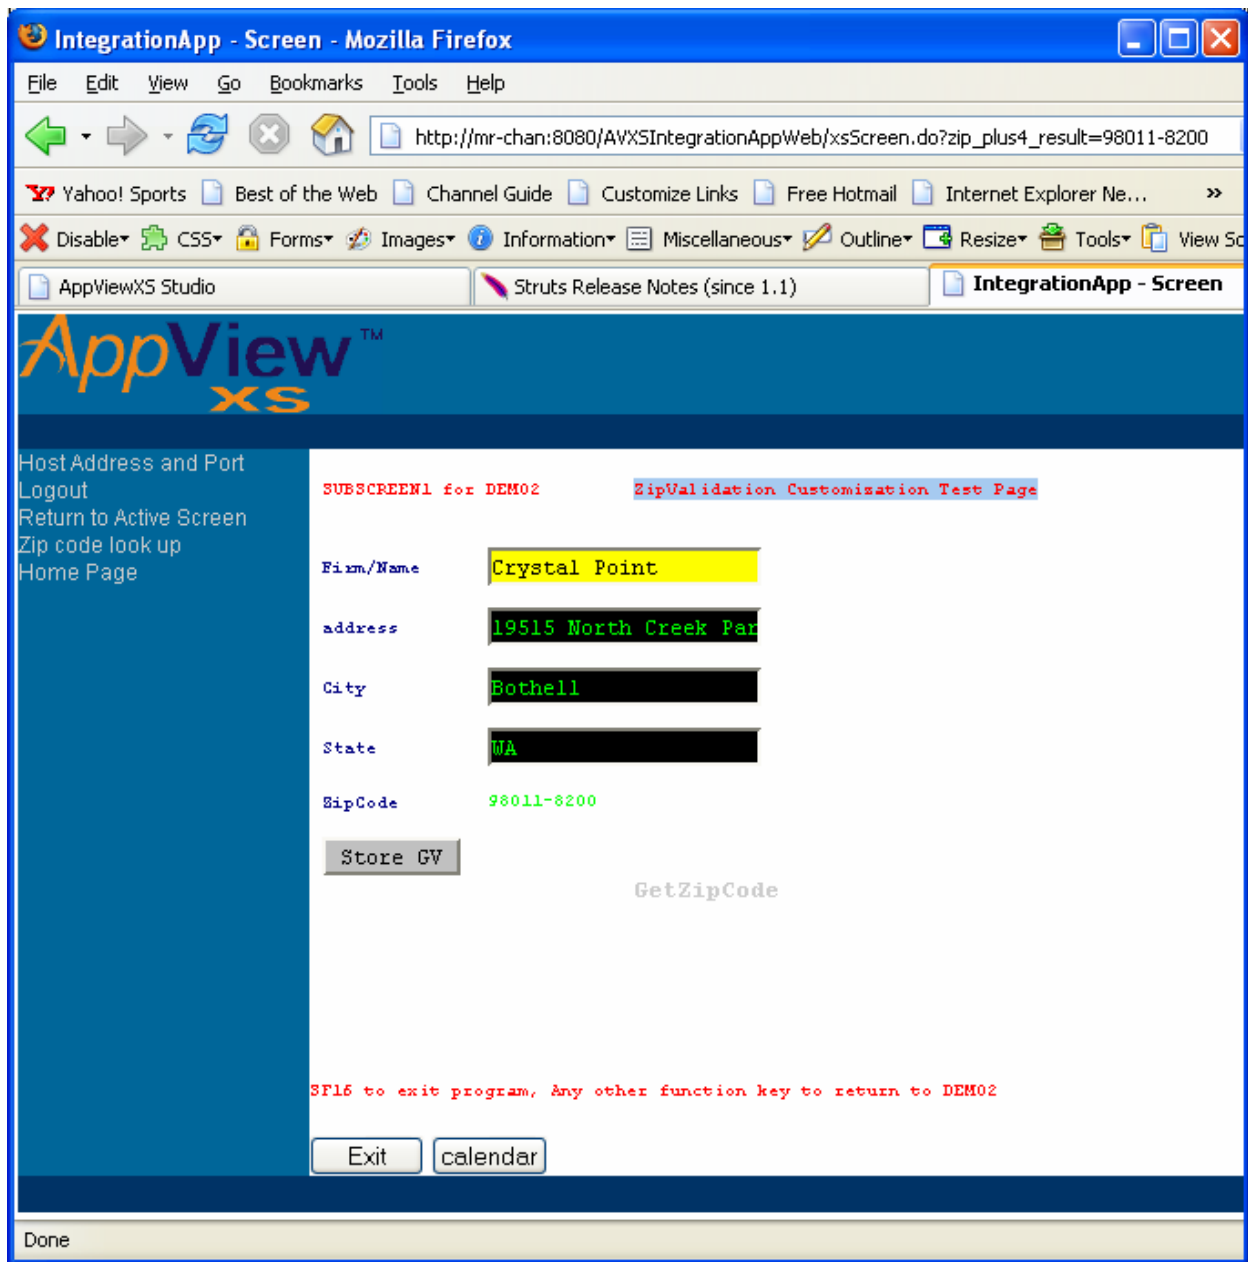 IntegrationApp - Screen - Mozilla Firefox
File Edit View Go Bookmarks Tools Help
http://mr-chan:8080/AVXSIntegrationAppWeb/xsScreen.do?zip_plus4_result=98011-8200
Yahoo! Sports Best of the Web Channel Guide Customize Links Free Hotmail Internet Explorer Ne... »
Disable CSS Forms Images Information Miscellaneous Outline Resize Tools View Sc
AppViewXS Studio Struts Release Notes (since 1.1) IntegrationApp - Screen
AppView™
XS
Host Address and Port
Logout
Return to Active Screen
Zip code look up
Home Page
SUBSCREEN1 for DEMO2 ZipValidation Customization Test Page
Firm/Name Crystal Point
address 19515 North Creek Par
City Bothell
State WA
ZipCode 98011-8200
Store GV
GetZipCode
SF16 to exit program, Any other function key to return to DEMO2
Exit calendar
Done